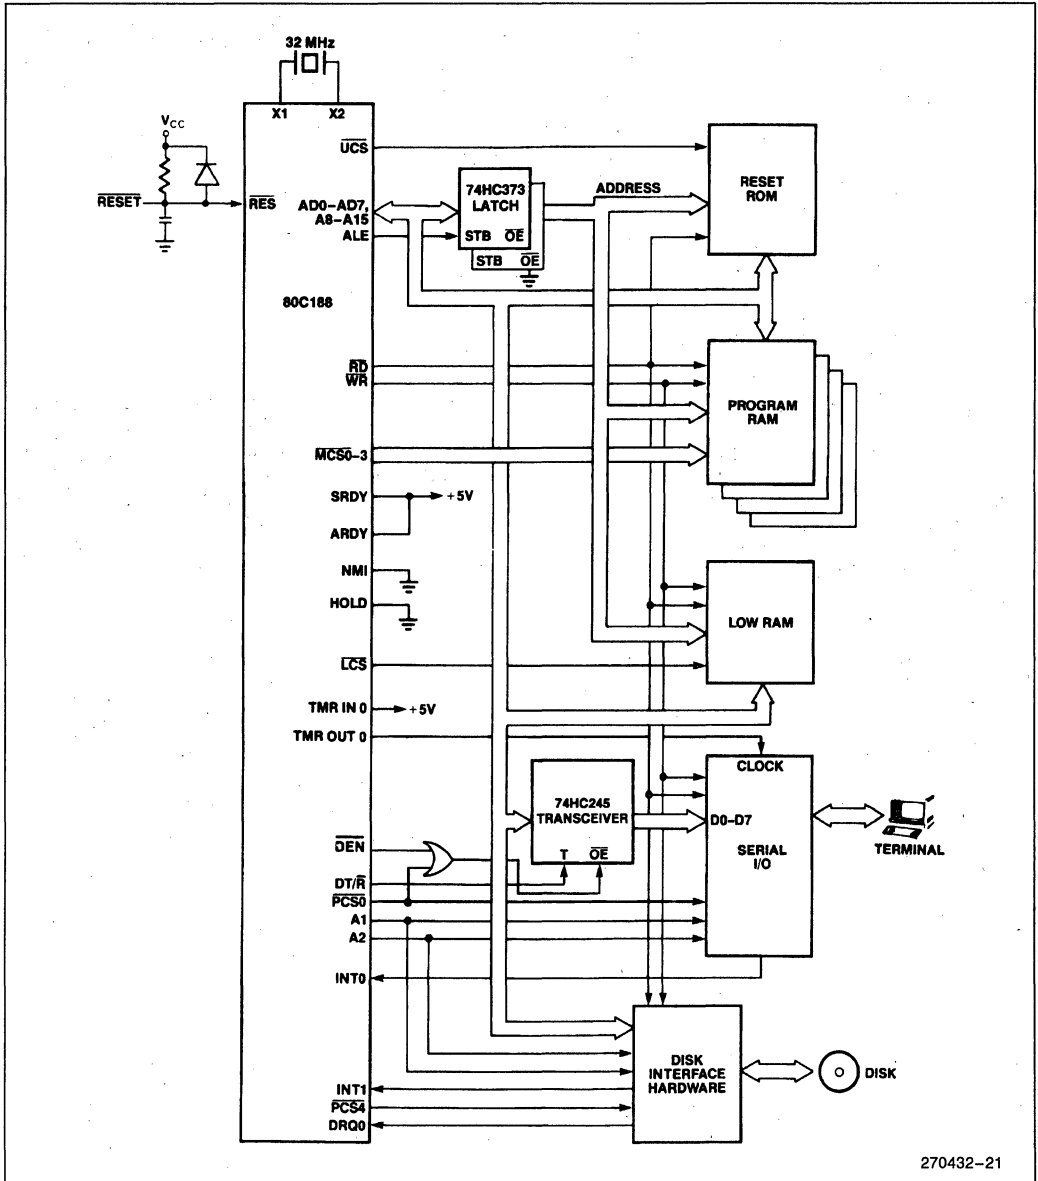 32 MHz
X1 X2
VCC
RESET
RES
UCS
AD0–AD7,
A8–A15
ALE
74HC373
LATCH
STB OE
STB OE
ADDRESS
RESET
ROM
80C188
RD
WR
PROGRAM
RAM
MCS0–3
SRDY
+5V
ARDY
NMI
HOLD
LOW RAM
LCS
TMR IN 0
+5V
TMR OUT 0
CLOCK
74HC245
TRANSCEIVER
T OE
D0–D7
SERIAL
I/O
TERMINAL
DEN
DT/R
PCS0
A1
A2
INT0
DISK
INTERFACE
HARDWARE
DISK
INT1
PCS4
DRQ0
270432–21